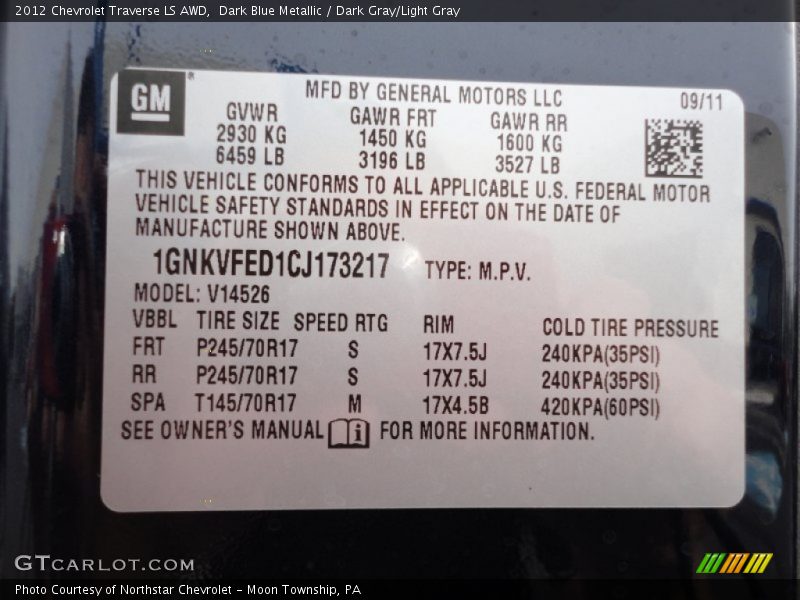 2012 Chevrolet Traverse LS AWD,  Dark Blue Metallic / Dark Gray/Light Gray
GM ®
MFD BY GENERAL MOTORS LLC 09/11
GVWR GAWR FRT GAWR RR
2930 KG 1450 KG 1600 KG
6459 LB 3196 LB 3527 LB
THIS VEHICLE CONFORMS TO ALL APPLICABLE U.S. FEDERAL MOTOR
VEHICLE SAFETY STANDARDS IN EFFECT ON THE DATE OF
MANUFACTURE SHOWN ABOVE.
1GNKVFED1CJ173217 TYPE: M.P.V.
MODEL: V14526
VBBL TIRE SIZE SPEED RTG RIM COLD TIRE PRESSURE
FRT P245/70R17 S 17X7.5J 240KPA(35PSI)
RR P245/70R17 S 17X7.5J 240KPA(35PSI)
SPA T145/70R17 M 17X4.5B 420KPA(60PSI)
SEE OWNER'S MANUAL FOR MORE INFORMATION.
GTCARLOT.COM
Photo Courtesy of Northstar Chevrolet – Moon Township, PA